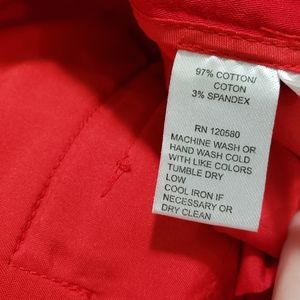 97% COTTON/
COTON
3% SPANDEX
RN 120580
MACHINE WASH OR
HAND WASH COLD
WITH LIKE COLORS
TUMBLE DRY
LOW
COOL IRON IF
NECESSARY OR
DRY CLEAN